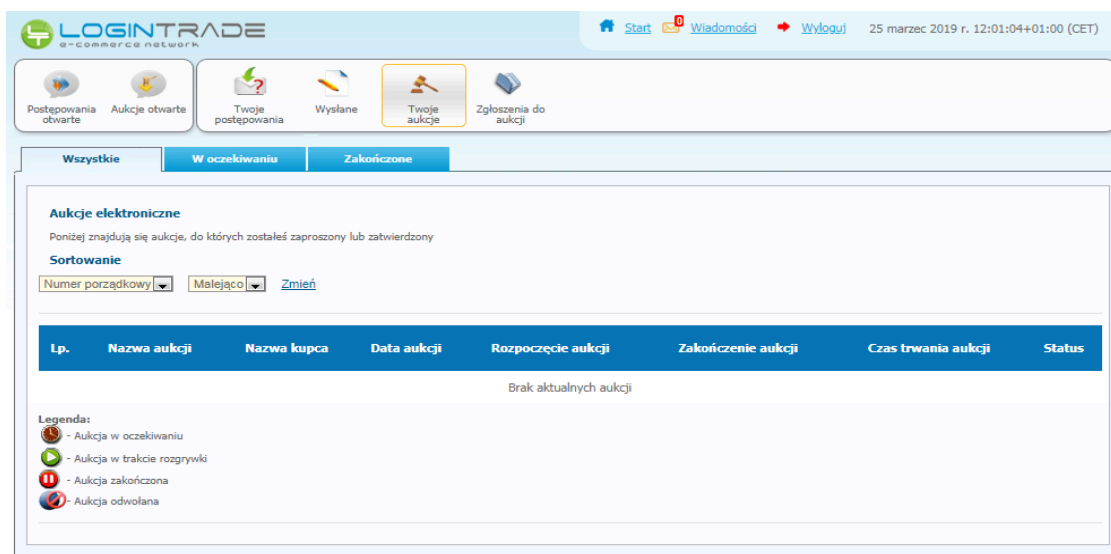 LOGINTRADE
e-commerce network
Start 0 Wiadomości Wyloguj 25 marzec 2019 r. 12:01:04+01:00 (CET)
Postępowania otwarte
Aukcje otwarte
Twoje postępowania
Wysłane
Twoje aukcje
Zgłoszenia do aukcji
Wszystkie W oczekiwaniu Zakończone
Aukcje elektroniczne
Poniżej znajdują się aukcje, do których zostałeś zaproszony lub zatwierdzony
Sortowanie
Numer porządkowy Malejąco Zmień
Lp. Nazwa aukcji Nazwa kupca Data aukcji Rozpoczęcie aukcji Zakończenie aukcji Czas trwania aukcji Status
Brak aktualnych aukcji
Legenda:
- Aukcja w oczekiwaniu
- Aukcja w trakcie rozgrywki
- Aukcja zakończona
- Aukcja odwołana